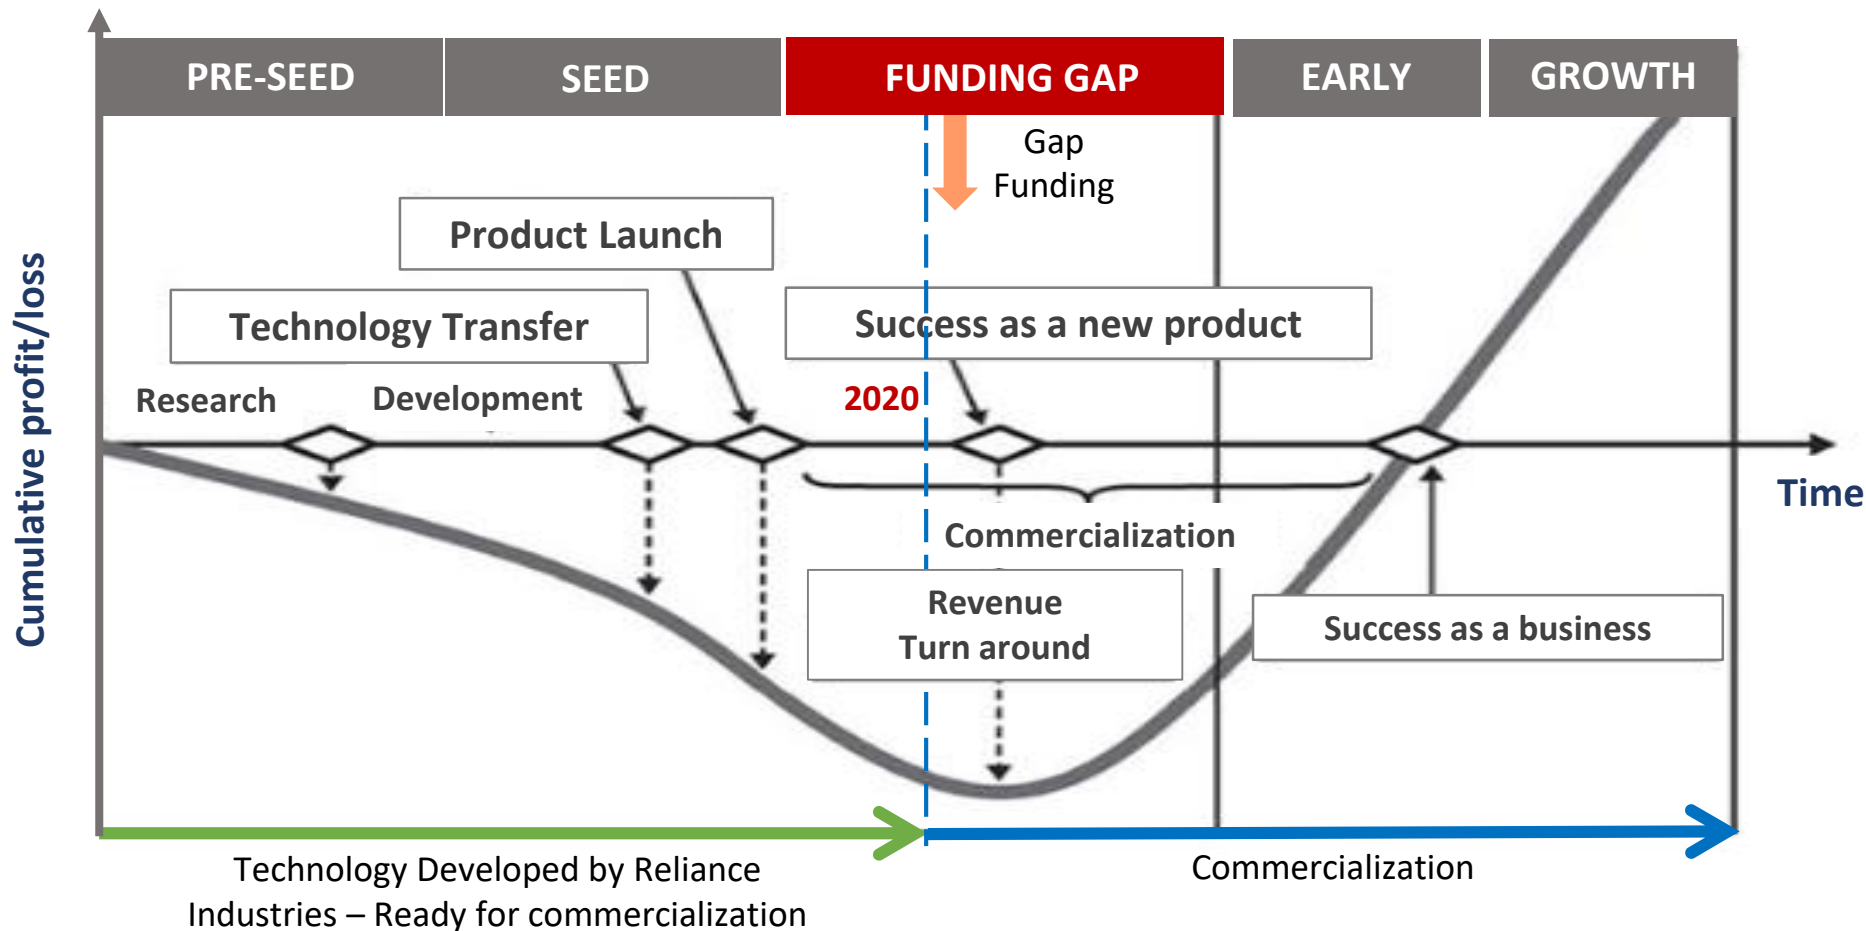 PRE-SEED
SEED
FUNDING GAP
EARLY
GROWTH
Gap
Funding
Product Launch
Technology Transfer
Success as a new product
Research
Development
2020
Cumulative profit/loss
Time
Commercialization
Revenue
Turn around
Success as a business
Technology Developed by Reliance
Industries – Ready for commercialization
Commercialization